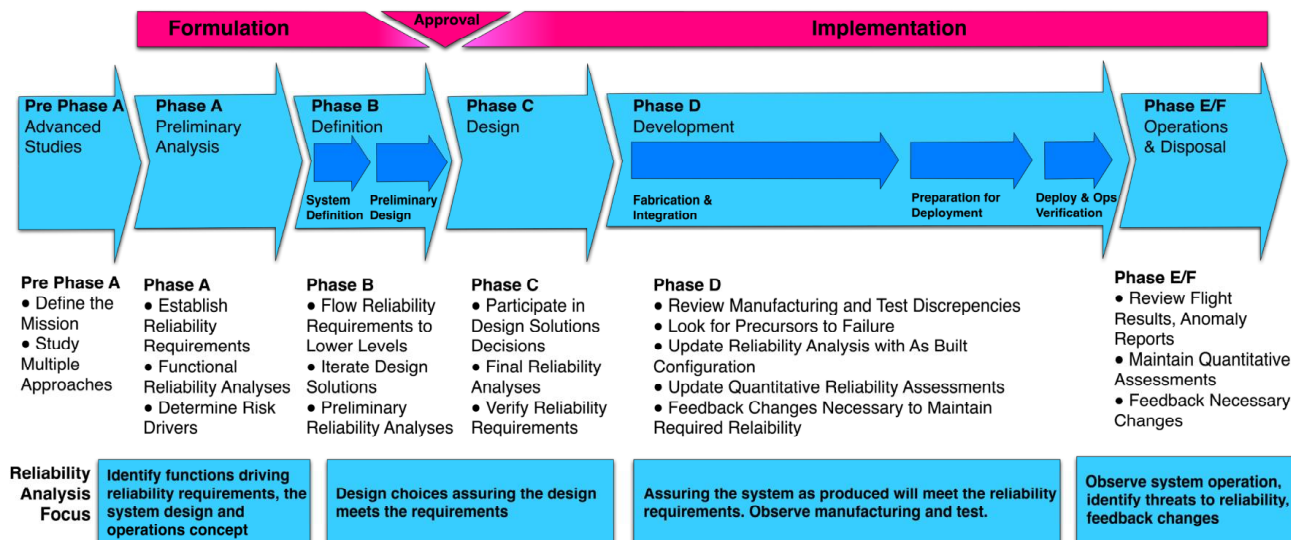 Formulation
Approval
Implementation
Pre Phase A
Advanced
Studies
Phase A
Preliminary
Analysis
Phase B
Definition
System
Definition
Preliminary
Design
Phase C
Design
Phase D
Development
Fabrication &
Integration
Preparation for
Deployment
Deploy & Ops
Verification
Phase E/F
Operations
& Disposal
Pre Phase A
● Define the
Mission
● Study
Multiple
Approaches
Phase A
● Establish
Reliability
Requirements
● Functional
Reliability Analyses
● Determine Risk
Drivers
Phase B
● Flow Reliability
Requirements to
Lower Levels
● Iterate Design
Solutions
● Preliminary
Reliability Analyses
Phase C
● Participate in
Design Solutions
Decisions
● Final Reliability
Analyses
● Verify Reliability
Requirements
Phase D
● Review Manufacturing and Test Discrepencies
● Look for Precursors to Failure
● Update Reliability Analysis with As Built
Configuration
● Update Quantitative Reliability Assessments
● Feedback Changes Necessary to Maintain
Required Relaibility
Phase E/F
● Review Flight
Results, Anomaly
Reports
● Maintain Quantitative
Assessments
● Feedback Necessary
Changes
Reliability
Analysis
Focus
Identify functions driving
reliability requirements, the
system design and
operations concept
Design choices assuring the design
meets the requirements
Assuring the system as produced will meet the reliability
requirements. Observe manufacturing and test.
Observe system operation,
identify threats to reliability,
feedback changes